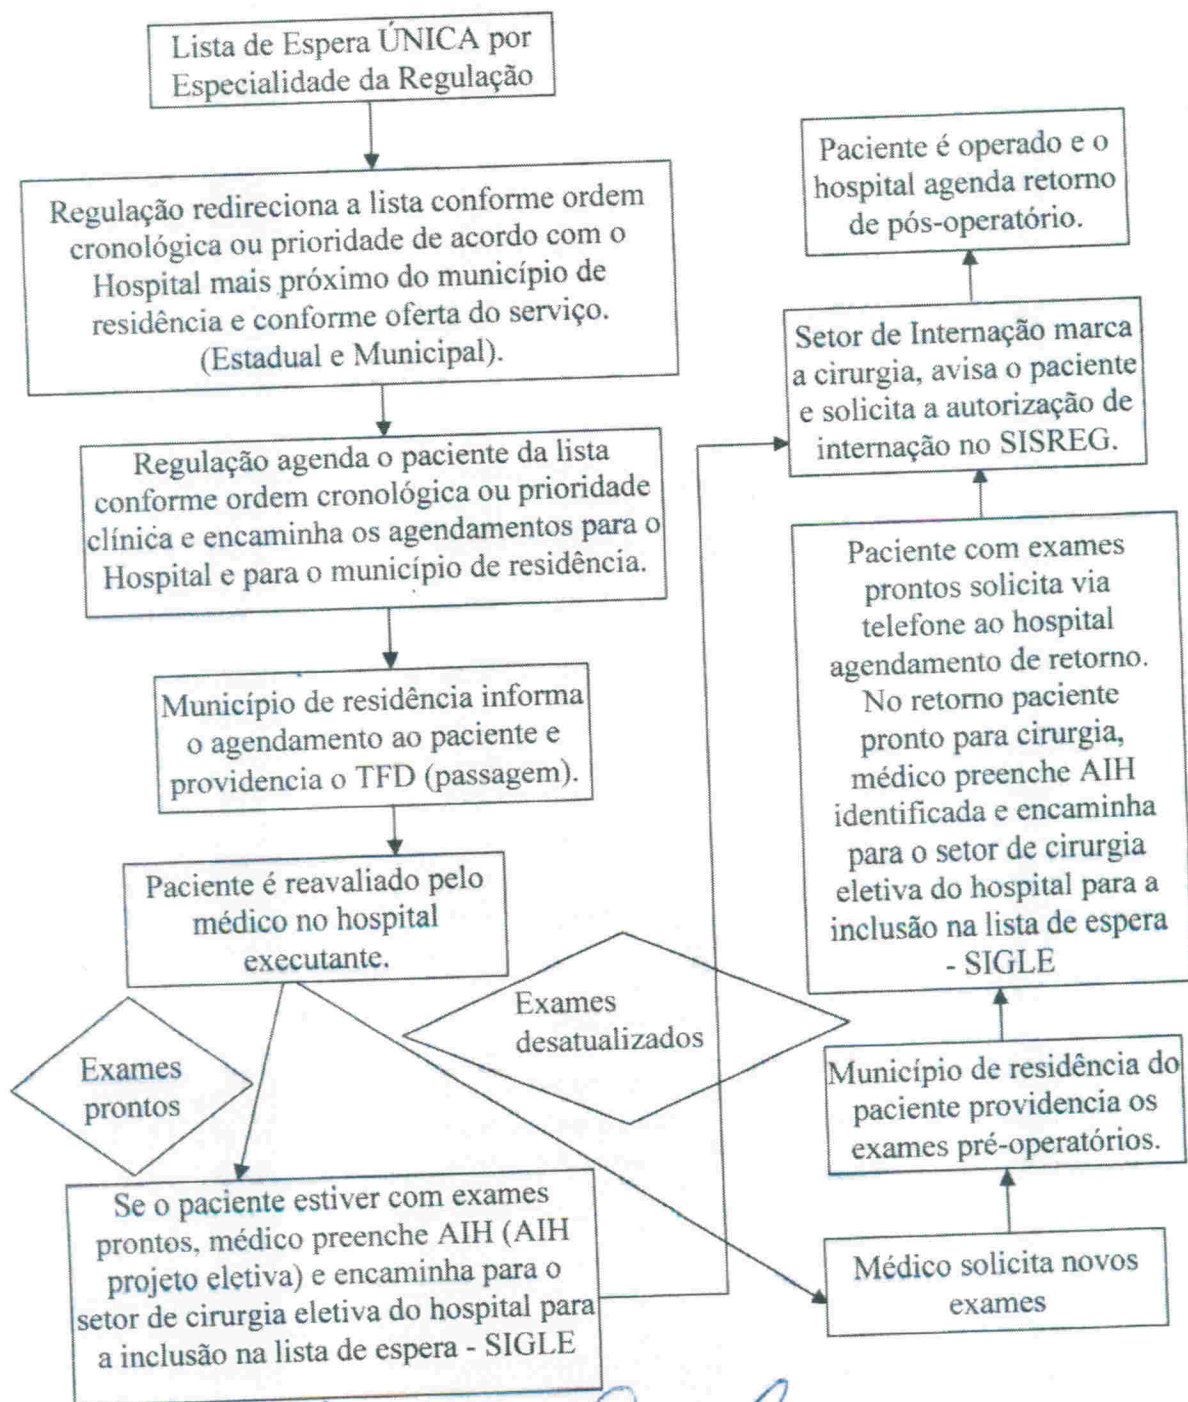 Lista de Espera ÚNICA por
Especialidade da Regulação
Regulação redireciona a lista conforme ordem
cronológica ou prioridade de acordo com o
Hospital mais próximo do município de
residência e conforme oferta do serviço.
(Estadual e Municipal).
Regulação agenda o paciente da lista
conforme ordem cronológica ou prioridade
clínica e encaminha os agendamentos para o
Hospital e para o município de residência.
Município de residência informa
o agendamento ao paciente e
providencia o TFD (passagem).
Paciente é reavaliado pelo
médico no hospital
executante.
Exames
prontos
Exames
desatualizados
Se o paciente estiver com exames
prontos, médico preenche AIH (AIH
projeto eletiva) e encaminha para o
setor de cirurgia eletiva do hospital para
a inclusão na lista de espera - SIGLE
Médico solicita novos
exames
Município de residência do
paciente providencia os
exames pré-operatórios.
Paciente com exames
prontos solicita via
telefone ao hospital
agendamento de retorno.
No retorno paciente
pronto para cirurgia,
médico preenche AIH
identificada e encaminha
para o setor de cirurgia
eletiva do hospital para a
inclusão na lista de espera
- SIGLE
Setor de Internação marca
a cirurgia, avisa o paciente
e solicita a autorização de
internação no SISREG.
Paciente é operado e o
hospital agenda retorno
de pós-operatório.